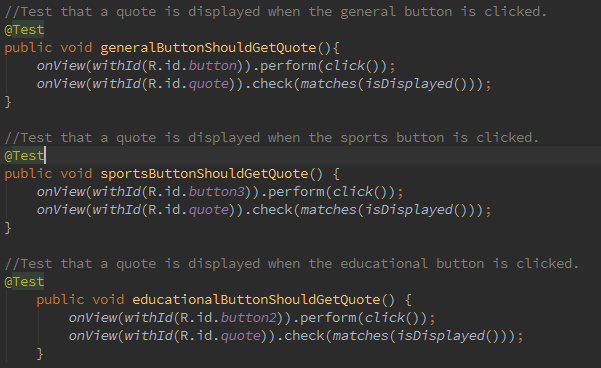 //Test that a quote is displayed when the general button is clicked.
@Test
public void generalButtonShouldGetQuote(){
    onView(withId(R.id.button)).perform(click());
    onView(withId(R.id.quote)).check(matches(isDisplayed()));
}

//Test that a quote is displayed when the sports button is clicked.
@Test
public void sportsButtonShouldGetQuote() {
    onView(withId(R.id.button3)).perform(click());
    onView(withId(R.id.quote)).check(matches(isDisplayed()));
}

//Test that a quote is displayed when the educational button is clicked.
@Test
    public void educationalButtonShouldGetQuote() {
        onView(withId(R.id.button2)).perform(click());
        onView(withId(R.id.quote)).check(matches(isDisplayed()));
    }